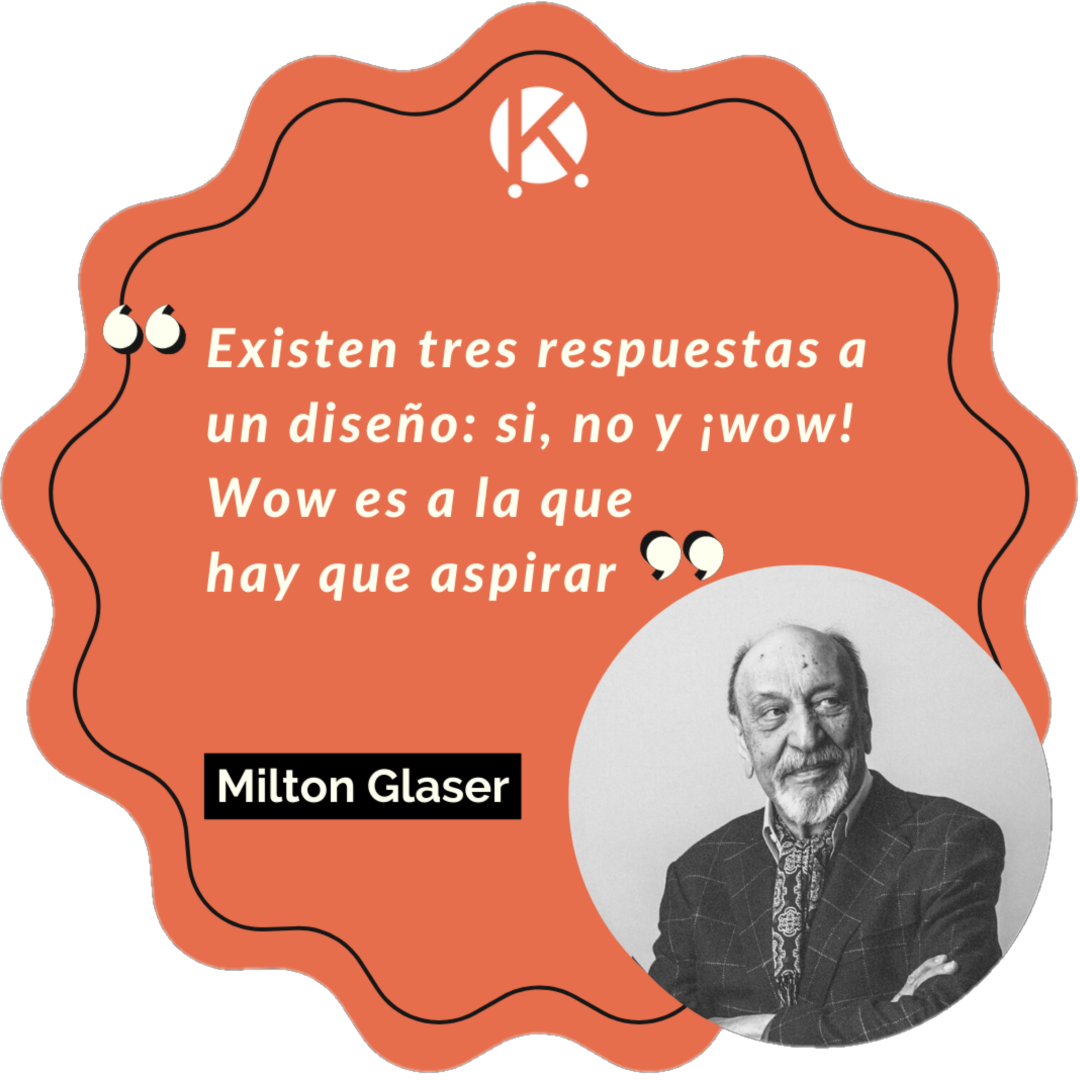 K
“Existen tres respuestas a
un diseño: si, no y ¡wow!
Wow es a la que
hay que aspirar”
Milton Glaser